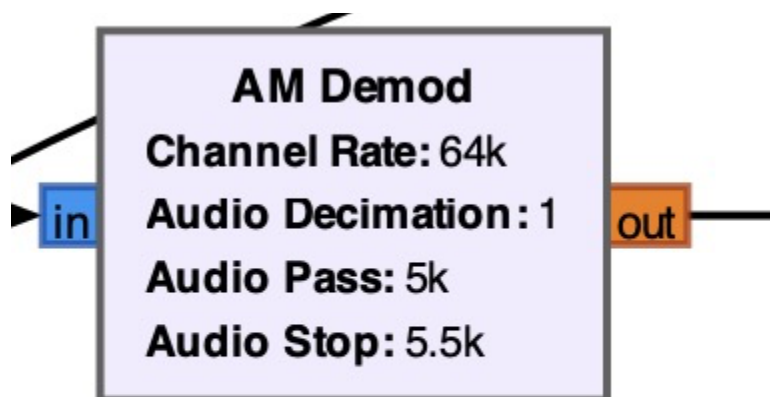 AM Demod
Channel Rate: 64k
in
Audio Decimation: 1
out
Audio Pass: 5k
Audio Stop: 5.5k